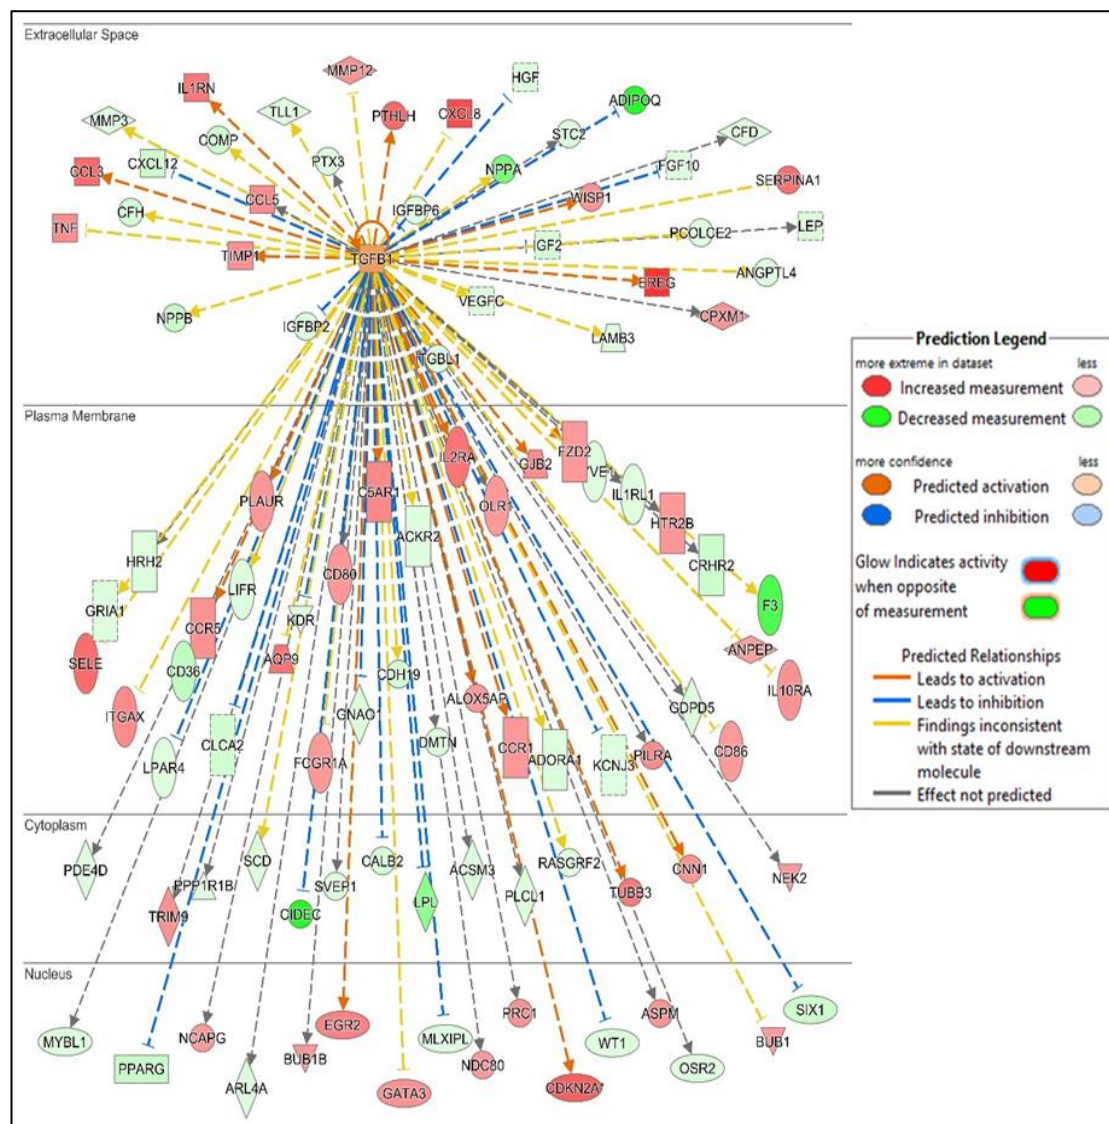 Extracellular Space
MMP12
IL1RN
HGF
ADIPOQ
CXCL8
PTHLH
TLL1
MMP3
COMP
STC2
CFD
CXCL12
PTX3
NPPA
FGF10
CCL3
CCL5
SERPINA1
WISP1
IGFBP6
CFH
TNF
LEP
PCOLCE2
IGF2
TIMP1
TGFB1
ANGPTL4
EREG
VEGFC
CPXM1
NPPB
IGFBP2
LAMB3
TGBL1
Plasma Membrane
IL2RA
FZD2
GJB2
VE1
IL1RL1
PLAUR
C5AR1
OLR1
HTR2B
ACKR2
HRH2
CRHR2
CD80
LIFR
F3
GRIA1
KDR
CCR5
ANPEP
SELE
CD36
AQP9
CDH19
IL10RA
ALOX5AP
GNAO1
GDPD5
ITGAX
CLCA2
DMTN
CCR1
CD86
LPAR4
FCGR1A
ADORA1
KCNJ3
PILRA
Cytoplasm
PDE4D
SCD
CALB2
ACSM3
RASGRF2
CNN1
NEK2
PPP1R1B/
SVEP1
TUBB3
LPL
PLCL1
TRIM9
CIDEC
Nucleus
SIX1
PRC1
ASPM
EGR2
MYBL1
NCAPG
MLXIPL
WT1
BUB1
BUB1B
NDC80
PPARG
OSR2
ARL4A
GATA3
CDKN2A*
Prediction Legend
more extreme in dataset less
Increased measurement
Decreased measurement
more confidence less
Predicted activation
Predicted inhibition
Glow Indicates activity
when opposite
of measurement
Predicted Relationships
Leads to activation
Leads to inhibition
Findings inconsistent
with state of downstream
molecule
Effect not predicted